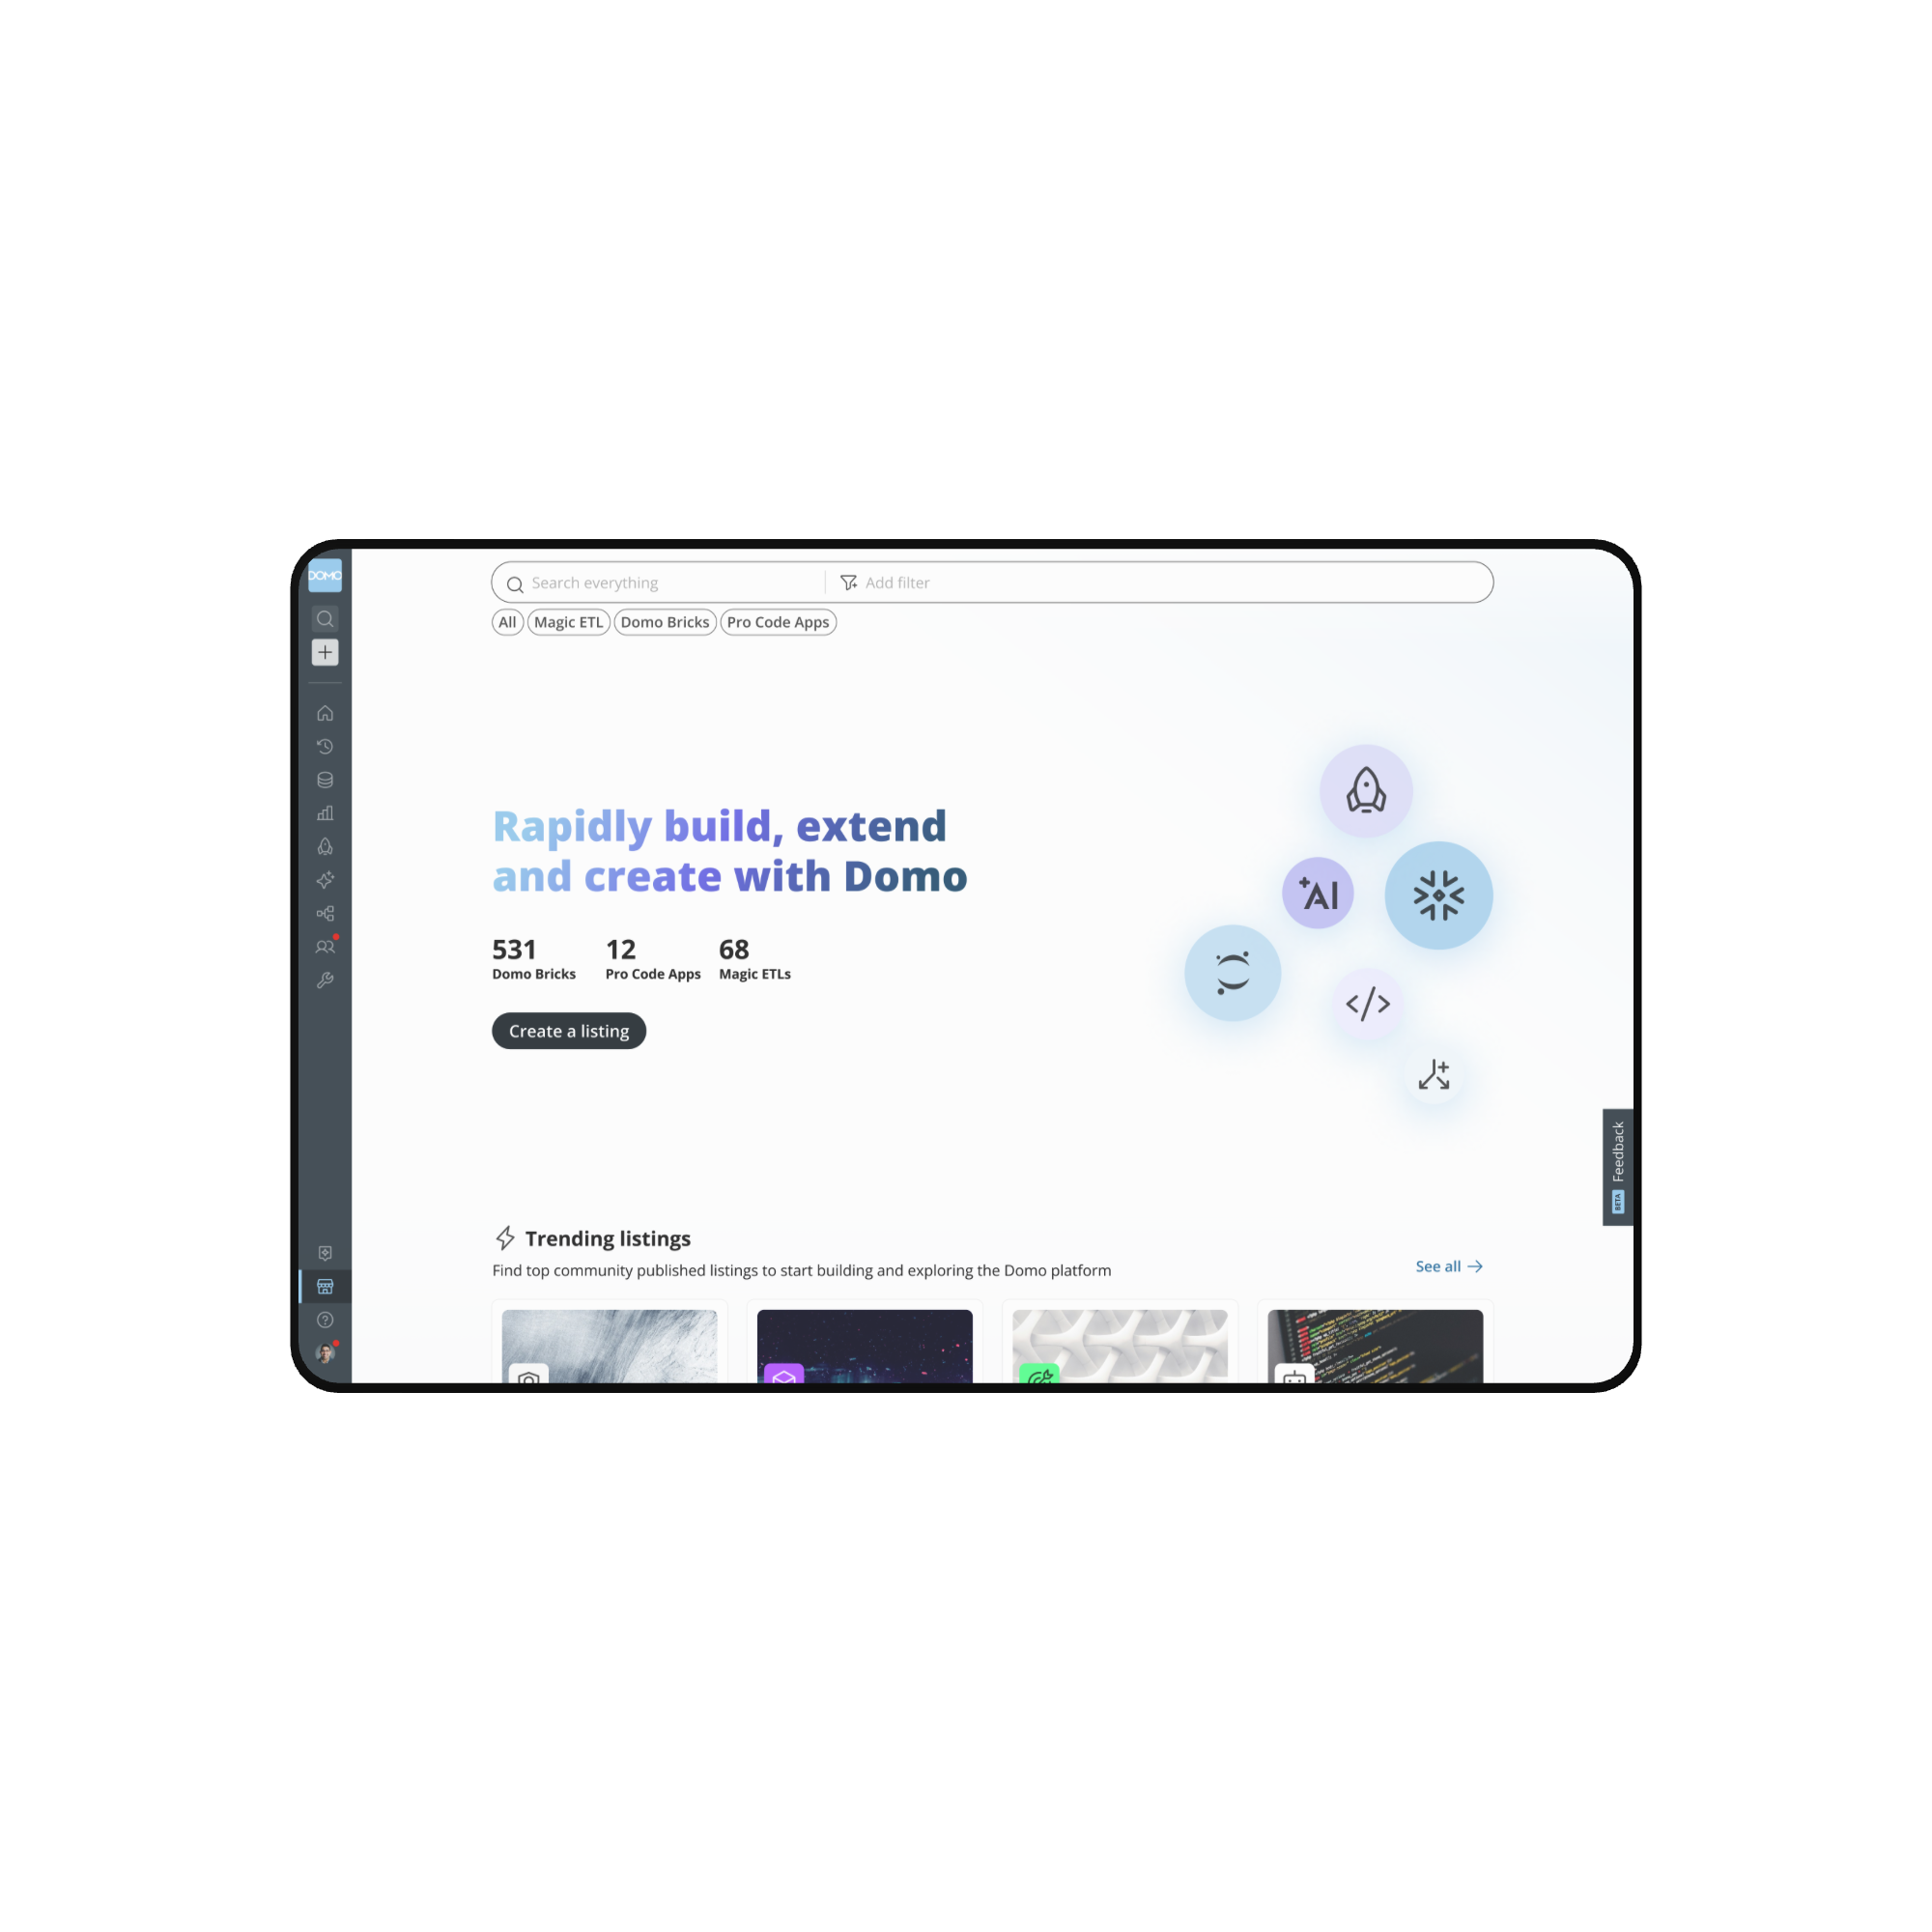 DOMO
Search everything
Add filter
All
Magic ETL
Domo Bricks
Pro Code Apps
Rapidly build, extend
and create with Domo
531
Domo Bricks
12
Pro Code Apps
68
Magic ETLs
Create a listing
AI
</>
BETA Feedback
Trending listings
Find top community published listings to start building and exploring the Domo platform
See all